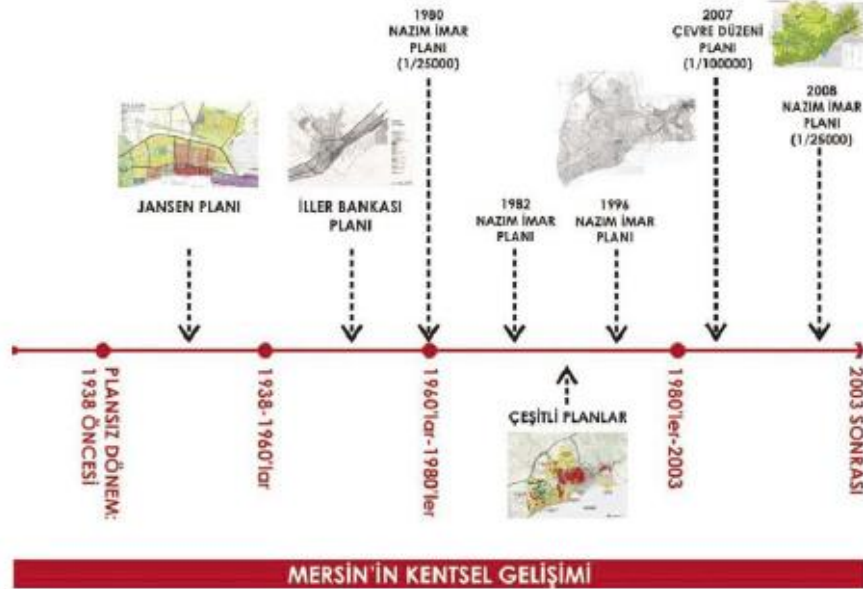 1980
NAZIM İMAR
PLANI
(1/25000)
2007
ÇEVRE DÜZENİ
PLANI
(1/100000)
2008
NAZIM İMAR
PLANI
(1/25000)
JANSEN PLANI
İLLER BANKASI
PLANI
1982
NAZIM İMAR
PLANI
1996
NAZIM İMAR
PLANI
PLANSIZ DÖNEM:
1938 ÖNCESİ
1938-1960'lar
1960'lar-1980'ler
ÇEŞİTLİ PLANLAR
1980'ler-2003
2003 SONRASI
MERSİN'İN KENTSEL GELİŞİMİ